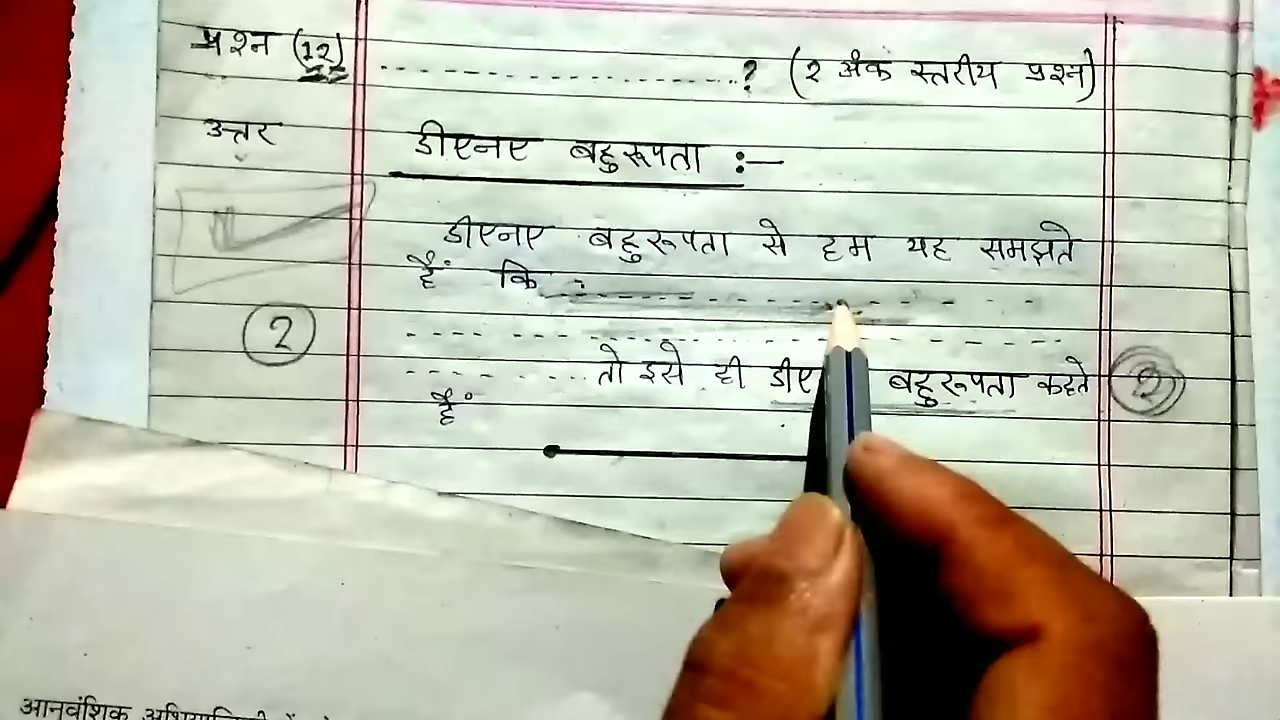 प्रश्न (12) ....................? (2 अंक स्तरीय प्रश्न)
उत्तर डीएनए बहुरूपता :—
डीएनए बहुरूपता से हम यह समझते
हैं कि
2
तो इसे ही डीए बहुरूपता कहते
2
हैं
आनुवंशिक